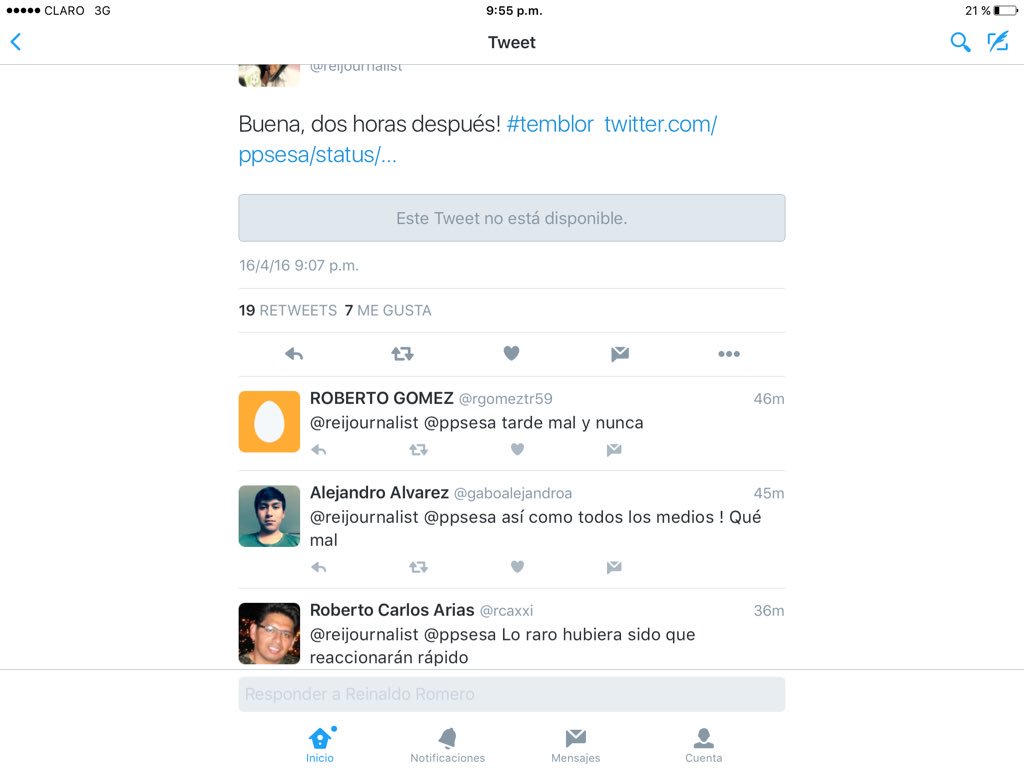 CLARO 3G 9:55 p.m. 21 %
Tweet
@reijournalist
Buena, dos horas después! #temblor twitter.com/
ppsesa/status/...
Este Tweet no está disponible.
16/4/16 9:07 p.m.
19 RETWEETS 7 ME GUSTA
ROBERTO GOMEZ @rgomeztr59 46m
@reijournalist @ppsesa tarde mal y nunca
Alejandro Alvarez @gaboalejandroa 45m
@reijournalist @ppsesa así como todos los medios ! Qué
mal
Roberto Carlos Arias @rcaxxi 36m
@reijournalist @ppsesa Lo raro hubiera sido que
reaccionarán rápido
Responder a Reinaldo Romero
Inicio Notificaciones Mensajes Cuenta